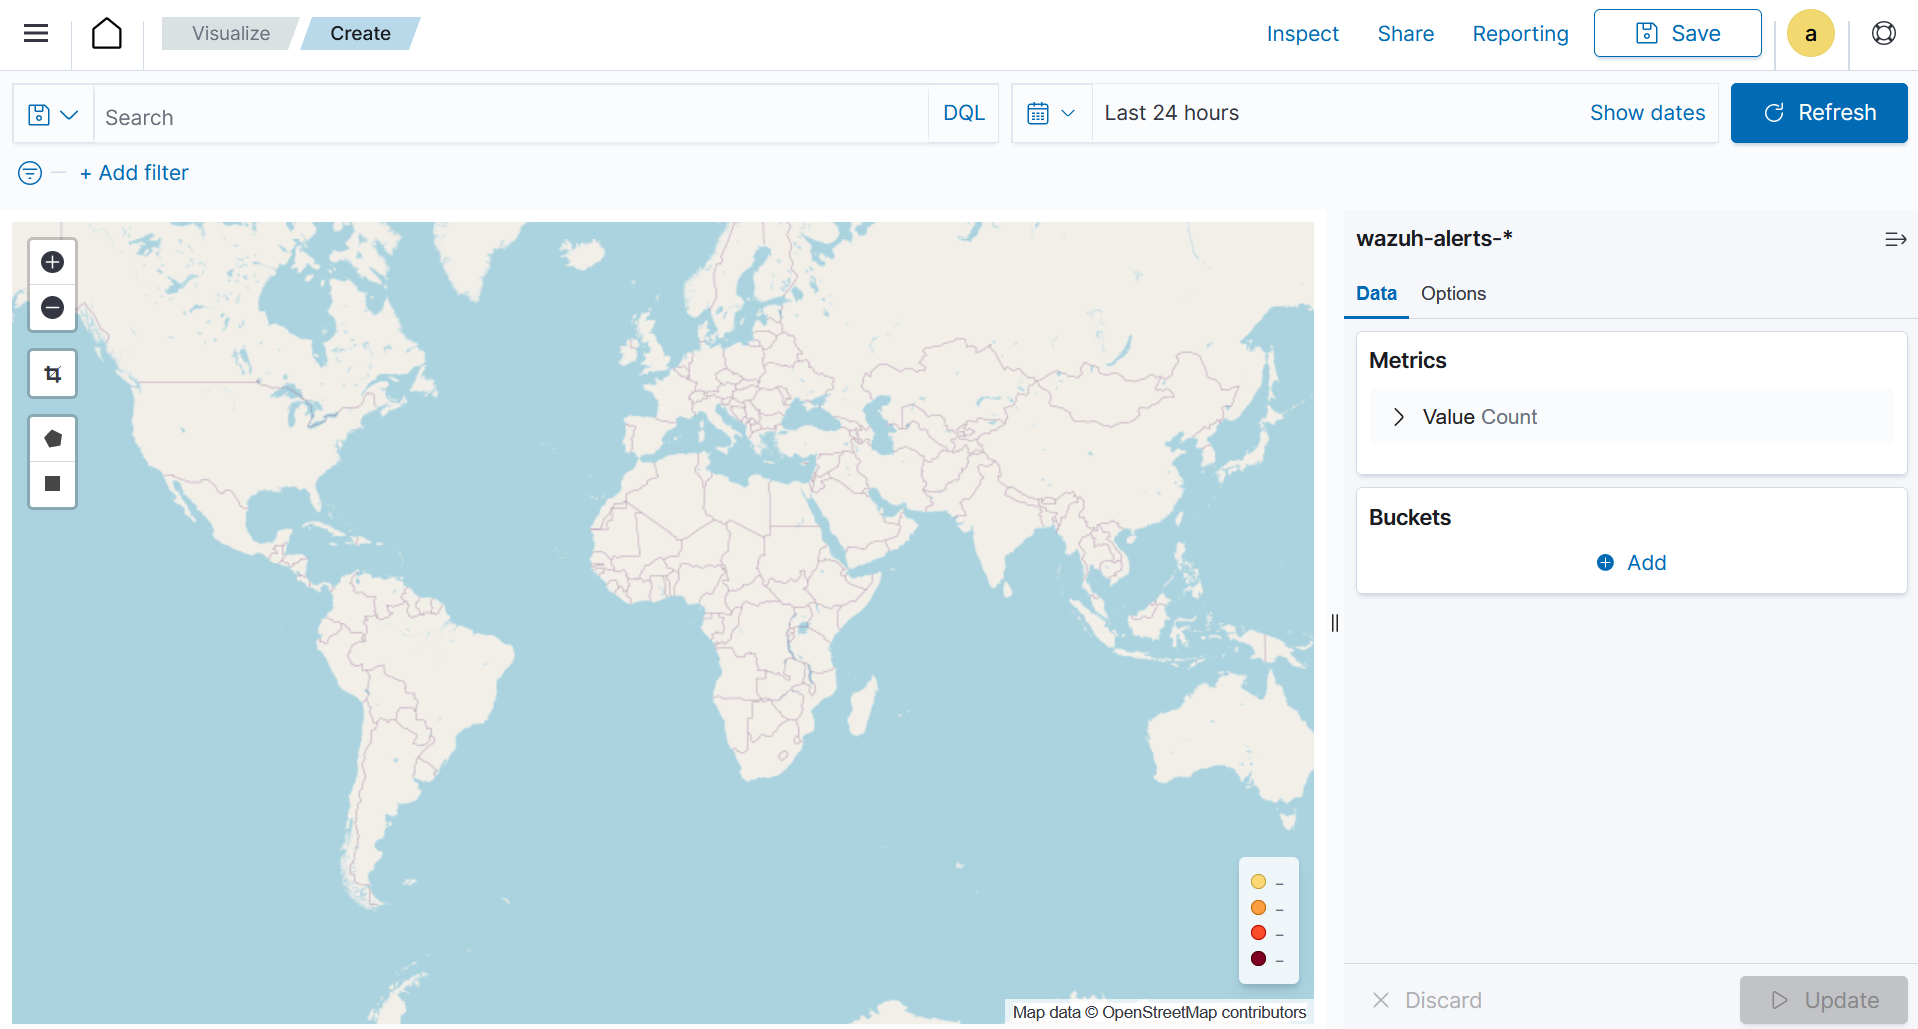 Visualize
Create
Inspect
Share
Reporting
Save
a
Search
DQL
Last 24 hours
Show dates
Refresh
+ Add filter
wazuh-alerts-*
Data
Options
Metrics
Value Count
Buckets
Add
–
–
–
–
Map data © OpenStreetMap contributors
Discard
Update